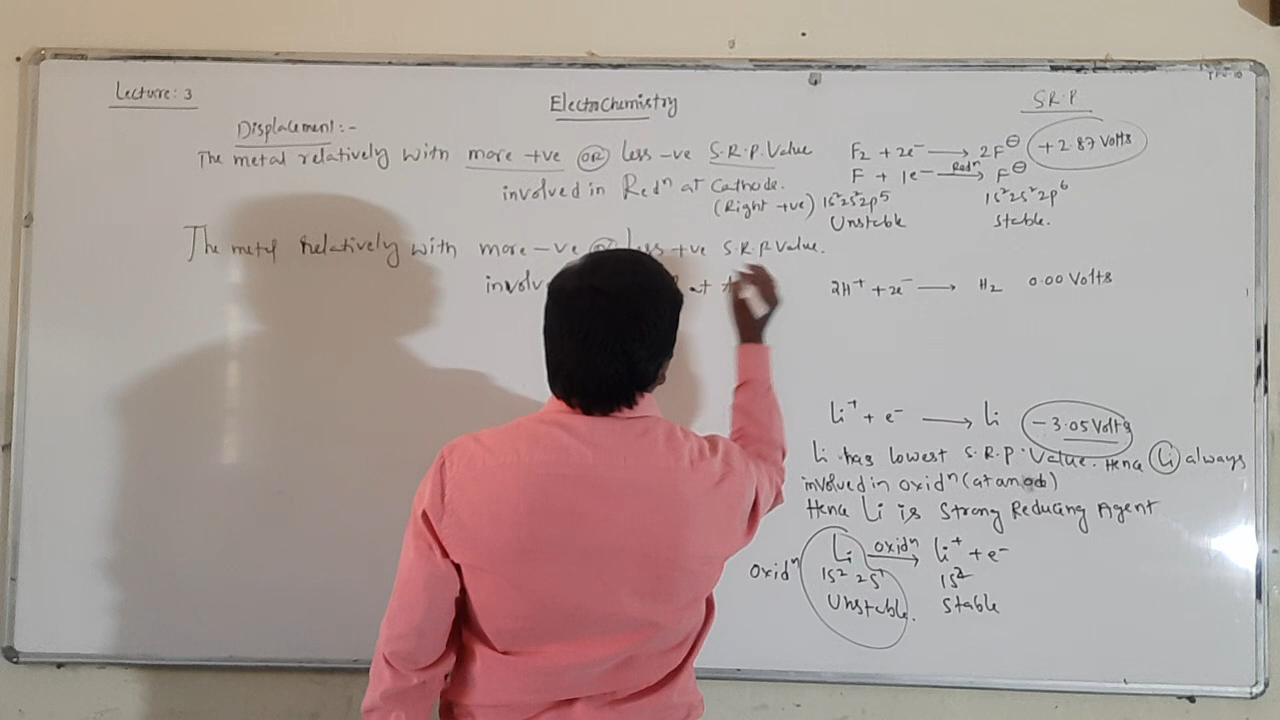 Lecture: 3
ElectroChemistry
S.R.P
Displacement:-
The metal relatively with more +ve OR less -ve S.R.P. Value
involved in Redⁿ at Cathode.
(Right +ve)
The metal relatively with more -ve less +ve S.R.P Value.
at
F₂ + 2e⁻ ⟶ 2F⊖ +2.87 Volts
F + 1e⁻ Redⁿ⟶ F⊖
1s²2s²2p⁵ 1s²2s²2p⁶
Unstable Stable.
2H⁺ + 2e⁻ ⟶ H₂ 0.00 Volts
Li⁺ + e⁻ ⟶ Li -3.05 Volts
Li has lowest S.R.P. Value. Hence Li always
involved in oxidⁿ (at anode)
Hence Li is Strong Reducing Agent
Li oxidⁿ⟶ Li⁺ + e⁻
Oxidⁿ 1s² 2s¹ 1s²
Unstable. Stable